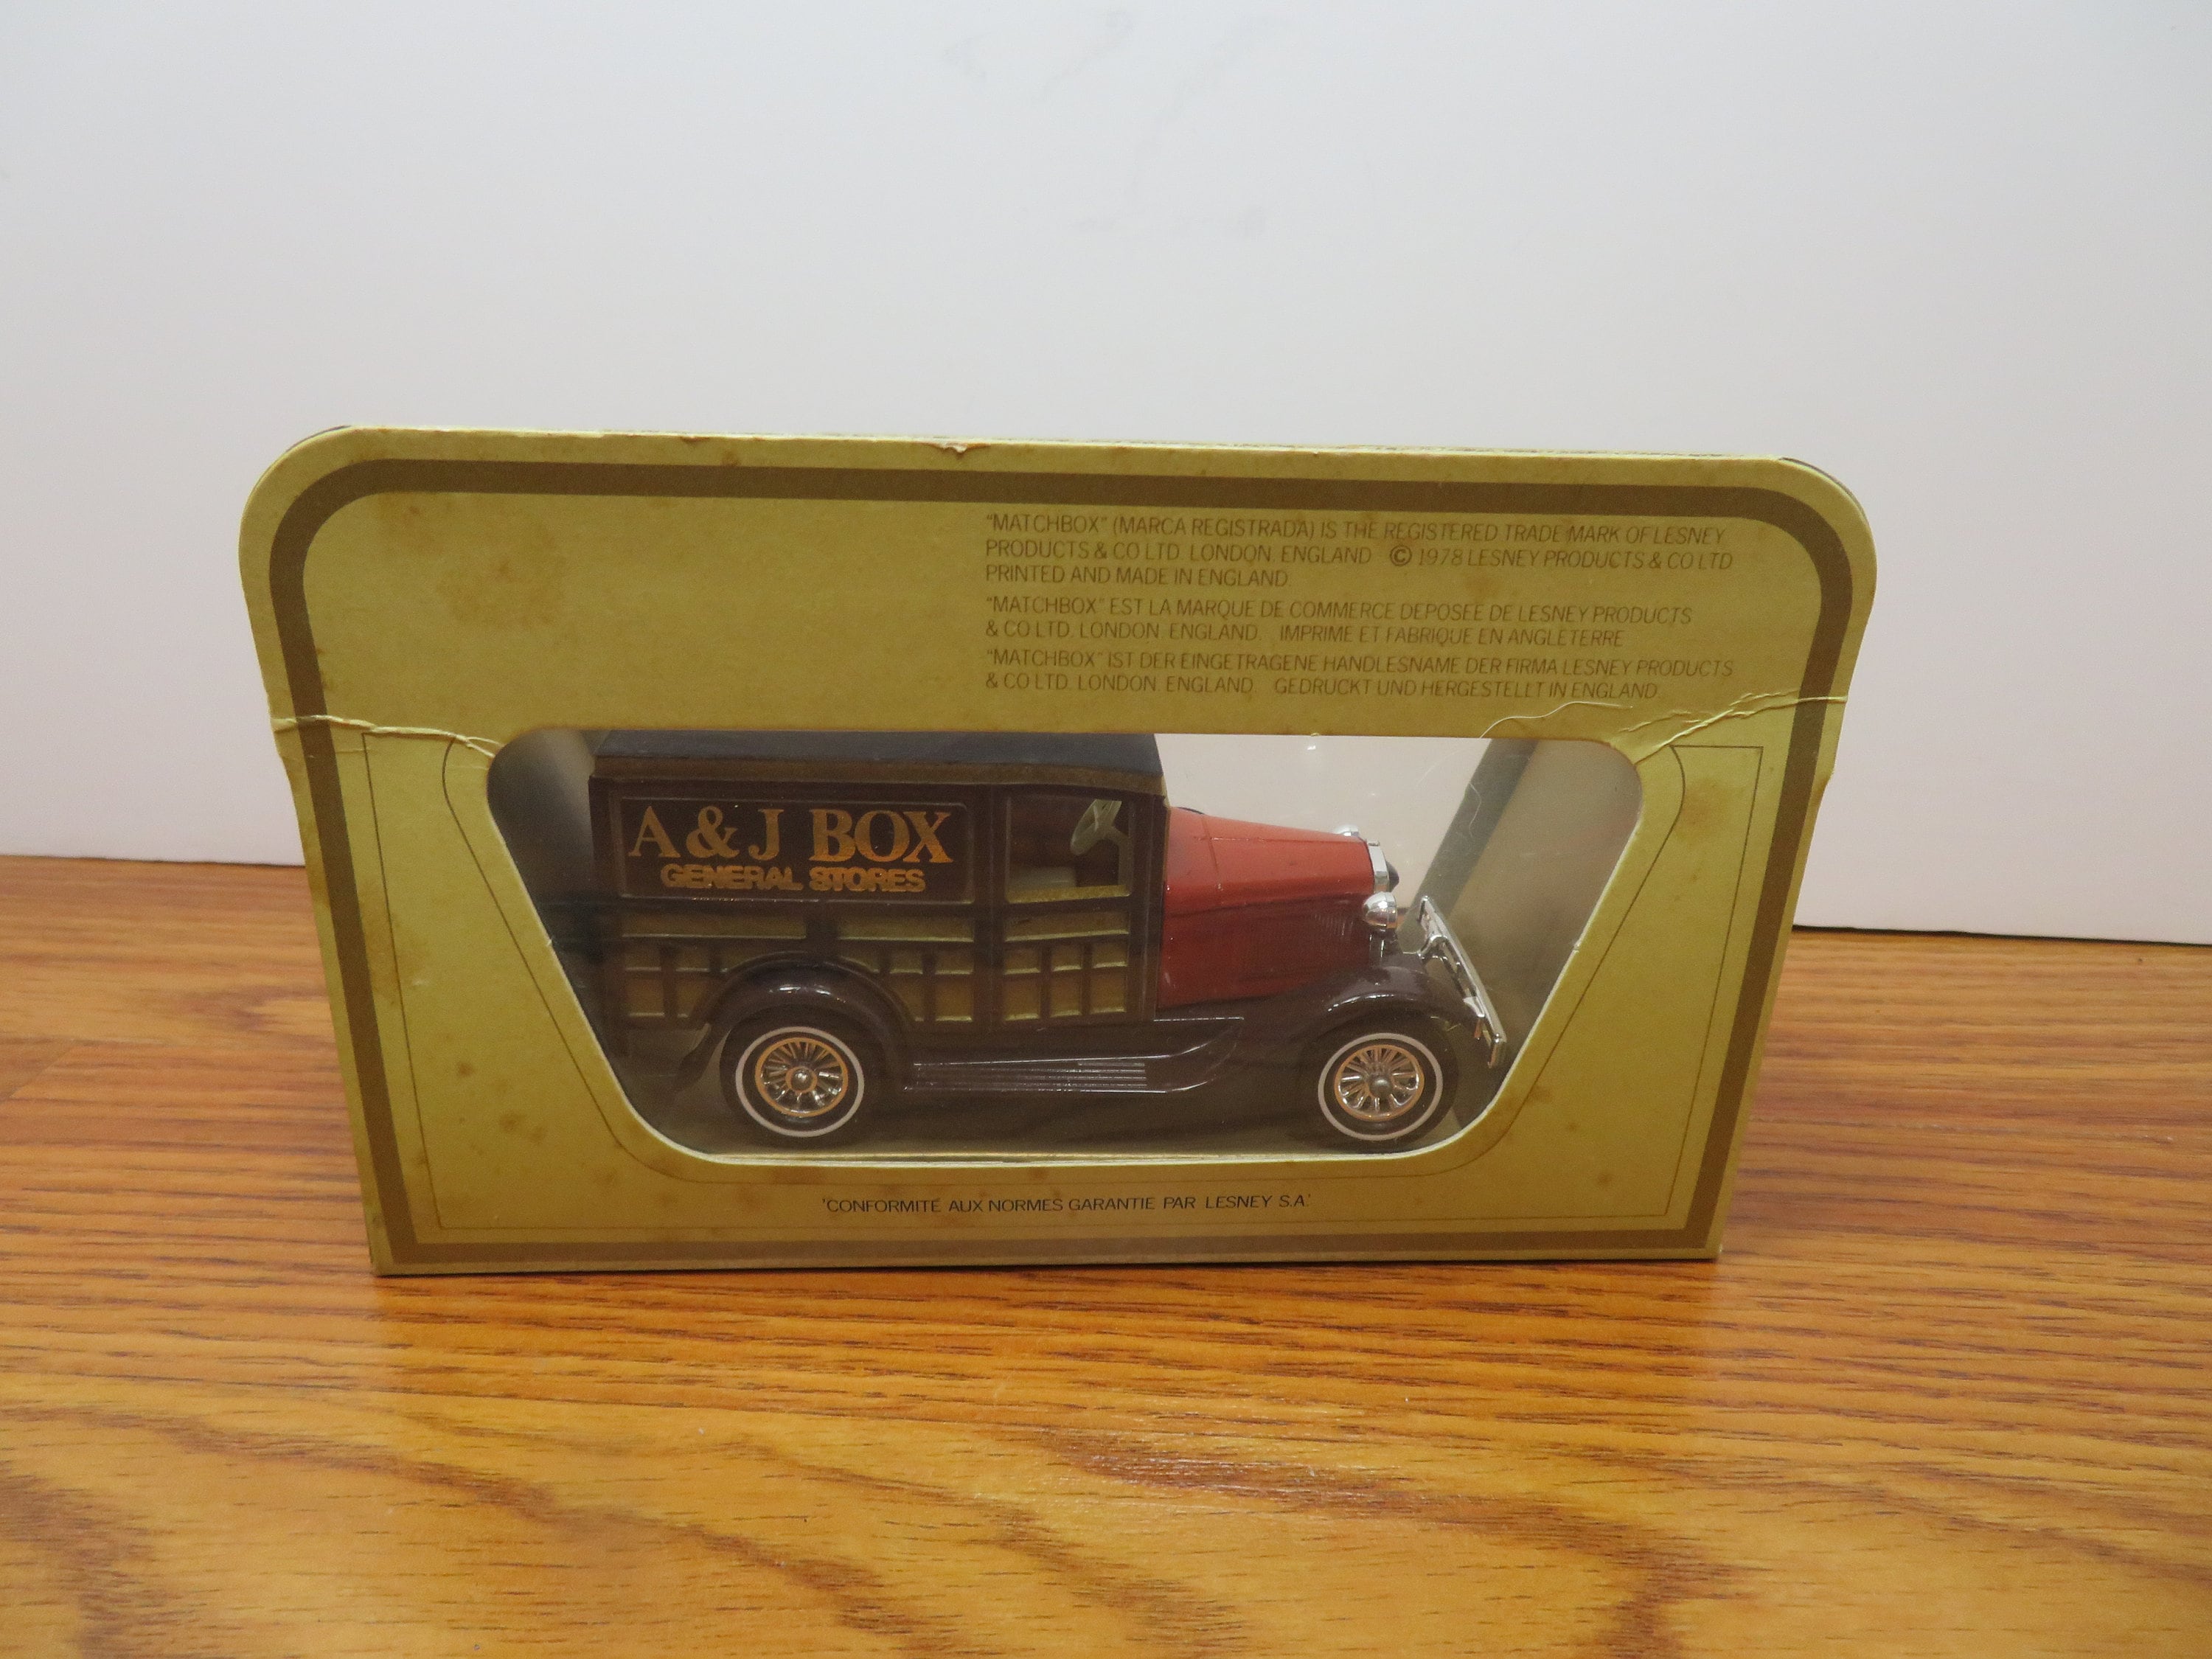 "MATCHBOX" (MARCA REGISTRADA) IS THE REGISTERED TRADE MARK OF LESNEY
PRODUCTS & CO LTD. LONDON. ENGLAND © 1978 LESNEY PRODUCTS & CO LTD
PRINTED AND MADE IN ENGLAND.
"MATCHBOX" EST LA MARQUE DE COMMERCE DEPOSEE DE LESNEY PRODUCTS
& CO LTD. LONDON. ENGLAND. IMPRIME ET FABRIQUE EN ANGLETERRE
"MATCHBOX" IST DER EINGETRAGENE HANDLESNAME DER FIRMA LESNEY PRODUCTS
& CO LTD. LONDON. ENGLAND. GEDRUCKT UND HERGESTELLT IN ENGLAND.
A & J BOX
GENERAL STORES
'CONFORMITÉ AUX NORMES GARANTIE PAR LESNEY S.A.'